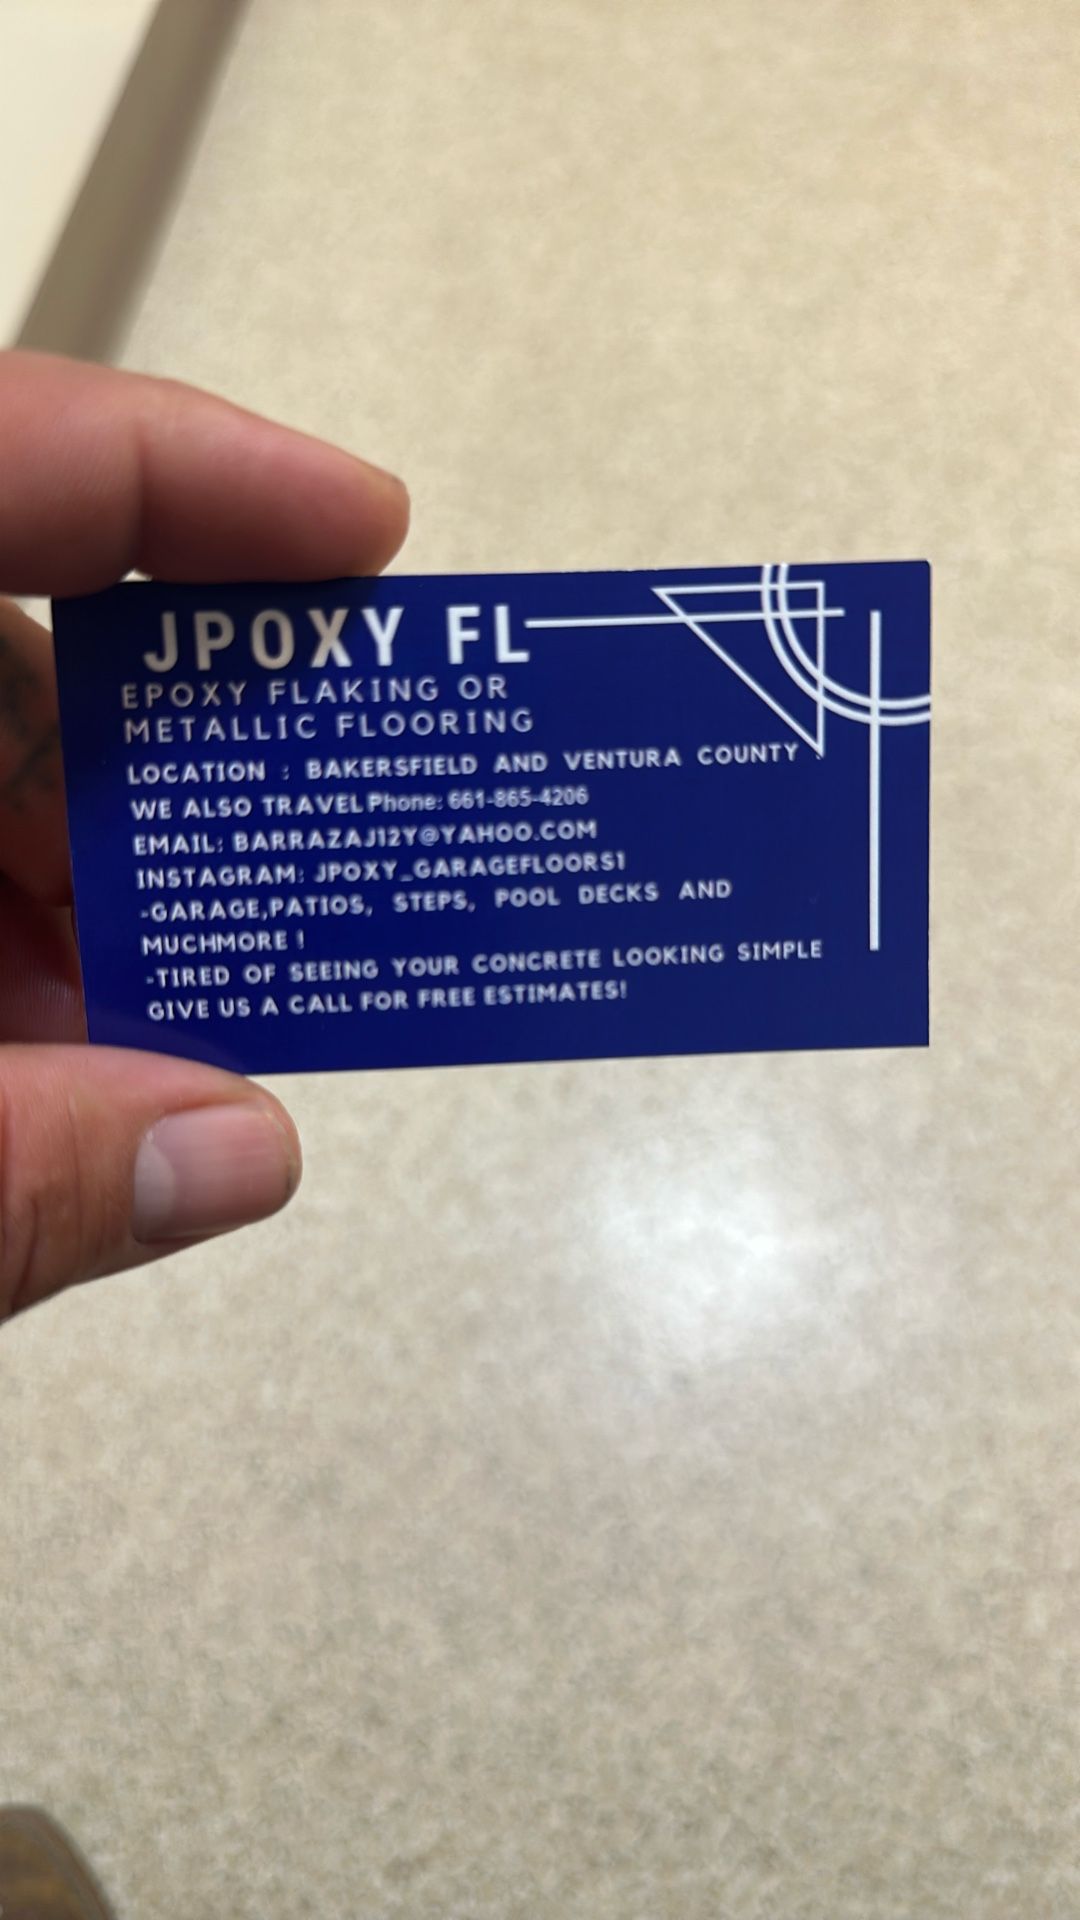 JPOXY FL
EPOXY FLAKING OR
METALLIC FLOORING
LOCATION : BAKERSFIELD AND VENTURA COUNTY
WE ALSO TRAVEL Phone: 661-865-4206
EMAIL: BARRAZAJ12Y@YAHOO.COM
INSTAGRAM: JPOXY_GARAGEFLOORS1
-GARAGE,PATIOS, STEPS, POOL DECKS AND
MUCHMORE !
-TIRED OF SEEING YOUR CONCRETE LOOKING SIMPLE
GIVE US A CALL FOR FREE ESTIMATES!